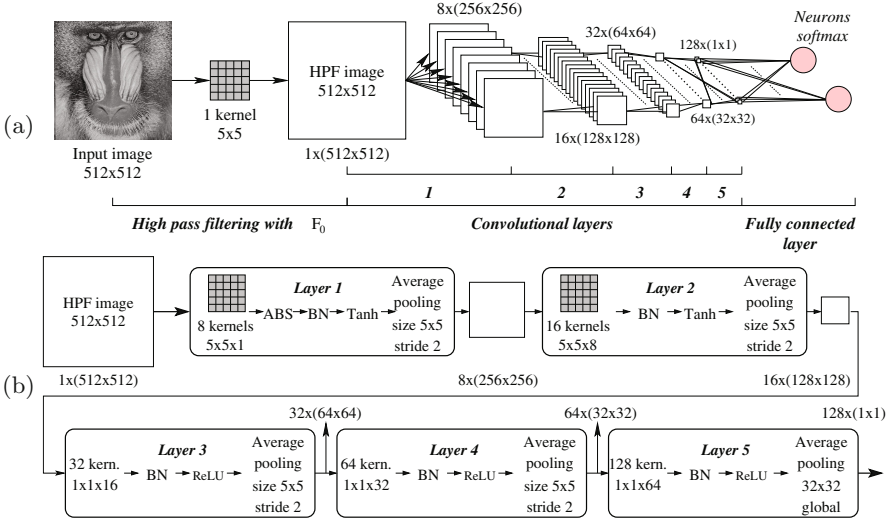 8x(256x256)
Neurons
softmax
32x(64x64)
128x(1x1)
HPF image
512x512
1 kernel
5x5
(a)
64x(32x32)
16x(128x128)
Input image
512x512
1x(512x512)
1
2
3
4
5
High pass filtering with F0
Convolutional layers
Fully connected
layer
HPF image
512x512
Layer 1
8 kernels
5x5x1
ABS
BN
Tanh
Average
pooling
size 5x5
stride 2
Layer 2
16 kernels
5x5x8
BN
Tanh
Average
pooling
size 5x5
stride 2
1x(512x512)
8x(256x256)
16x(128x128)
(b)
32x(64x64)
64x(32x32)
128x(1x1)
Layer 3
32 kern.
1x1x16
BN
ReLU
Average
pooling
size 5x5
stride 2
Layer 4
64 kern.
1x1x32
BN
ReLU
Average
pooling
size 5x5
stride 2
Layer 5
128 kern.
1x1x64
BN
ReLU
Average
pooling
32x32
global